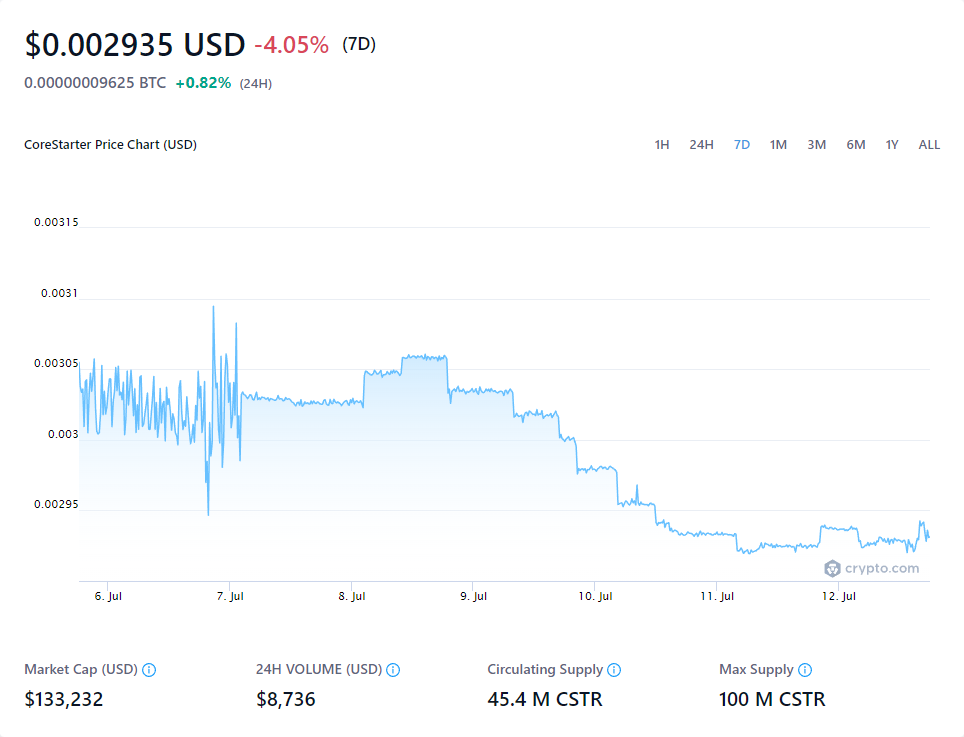 $0.002935 USD -4.05% (7D)
0.00000009625 BTC +0.82% (24H)
CoreStarter Price Chart (USD) 1H 24H 7D 1M 3M 6M 1Y ALL
0.00315
0.0031
0.00305
0.003
0.00295
crypto.com
6. Jul 7. Jul 8. Jul 9. Jul 10. Jul 11. Jul 12. Jul
Market Cap (USD) 24H VOLUME (USD) Circulating Supply Max Supply
$133,232 $8,736 45.4 M CSTR 100 M CSTR